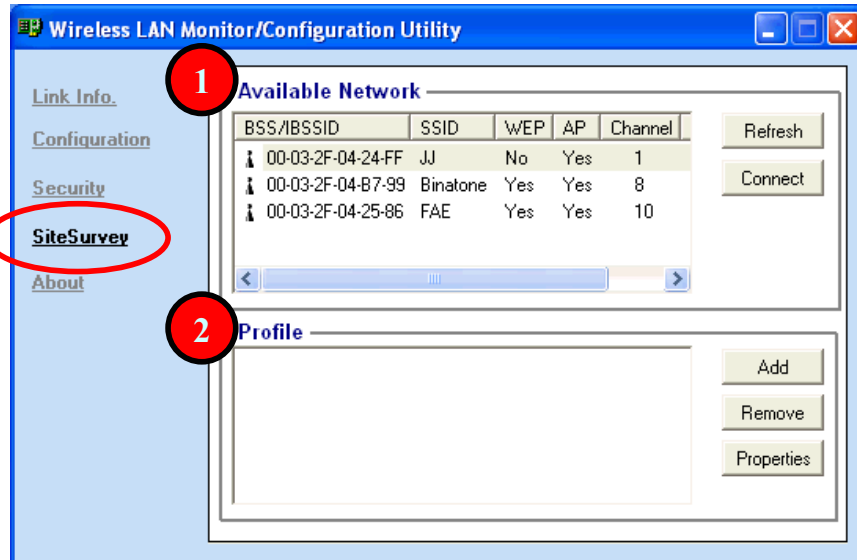 Wireless LAN Monitor/Configuration Utility
Link Info.
Configuration
Security
SiteSurvey
About
1
Available Network
BSS/IBSSID SSID WEP AP Channel
00-03-2F-04-24-FF JJ No Yes 1
00-03-2F-04-B7-99 Binatone Yes Yes 8
00-03-2F-04-25-86 FAE Yes Yes 10
Refresh
Connect
2
Profile
Add
Remove
Properties